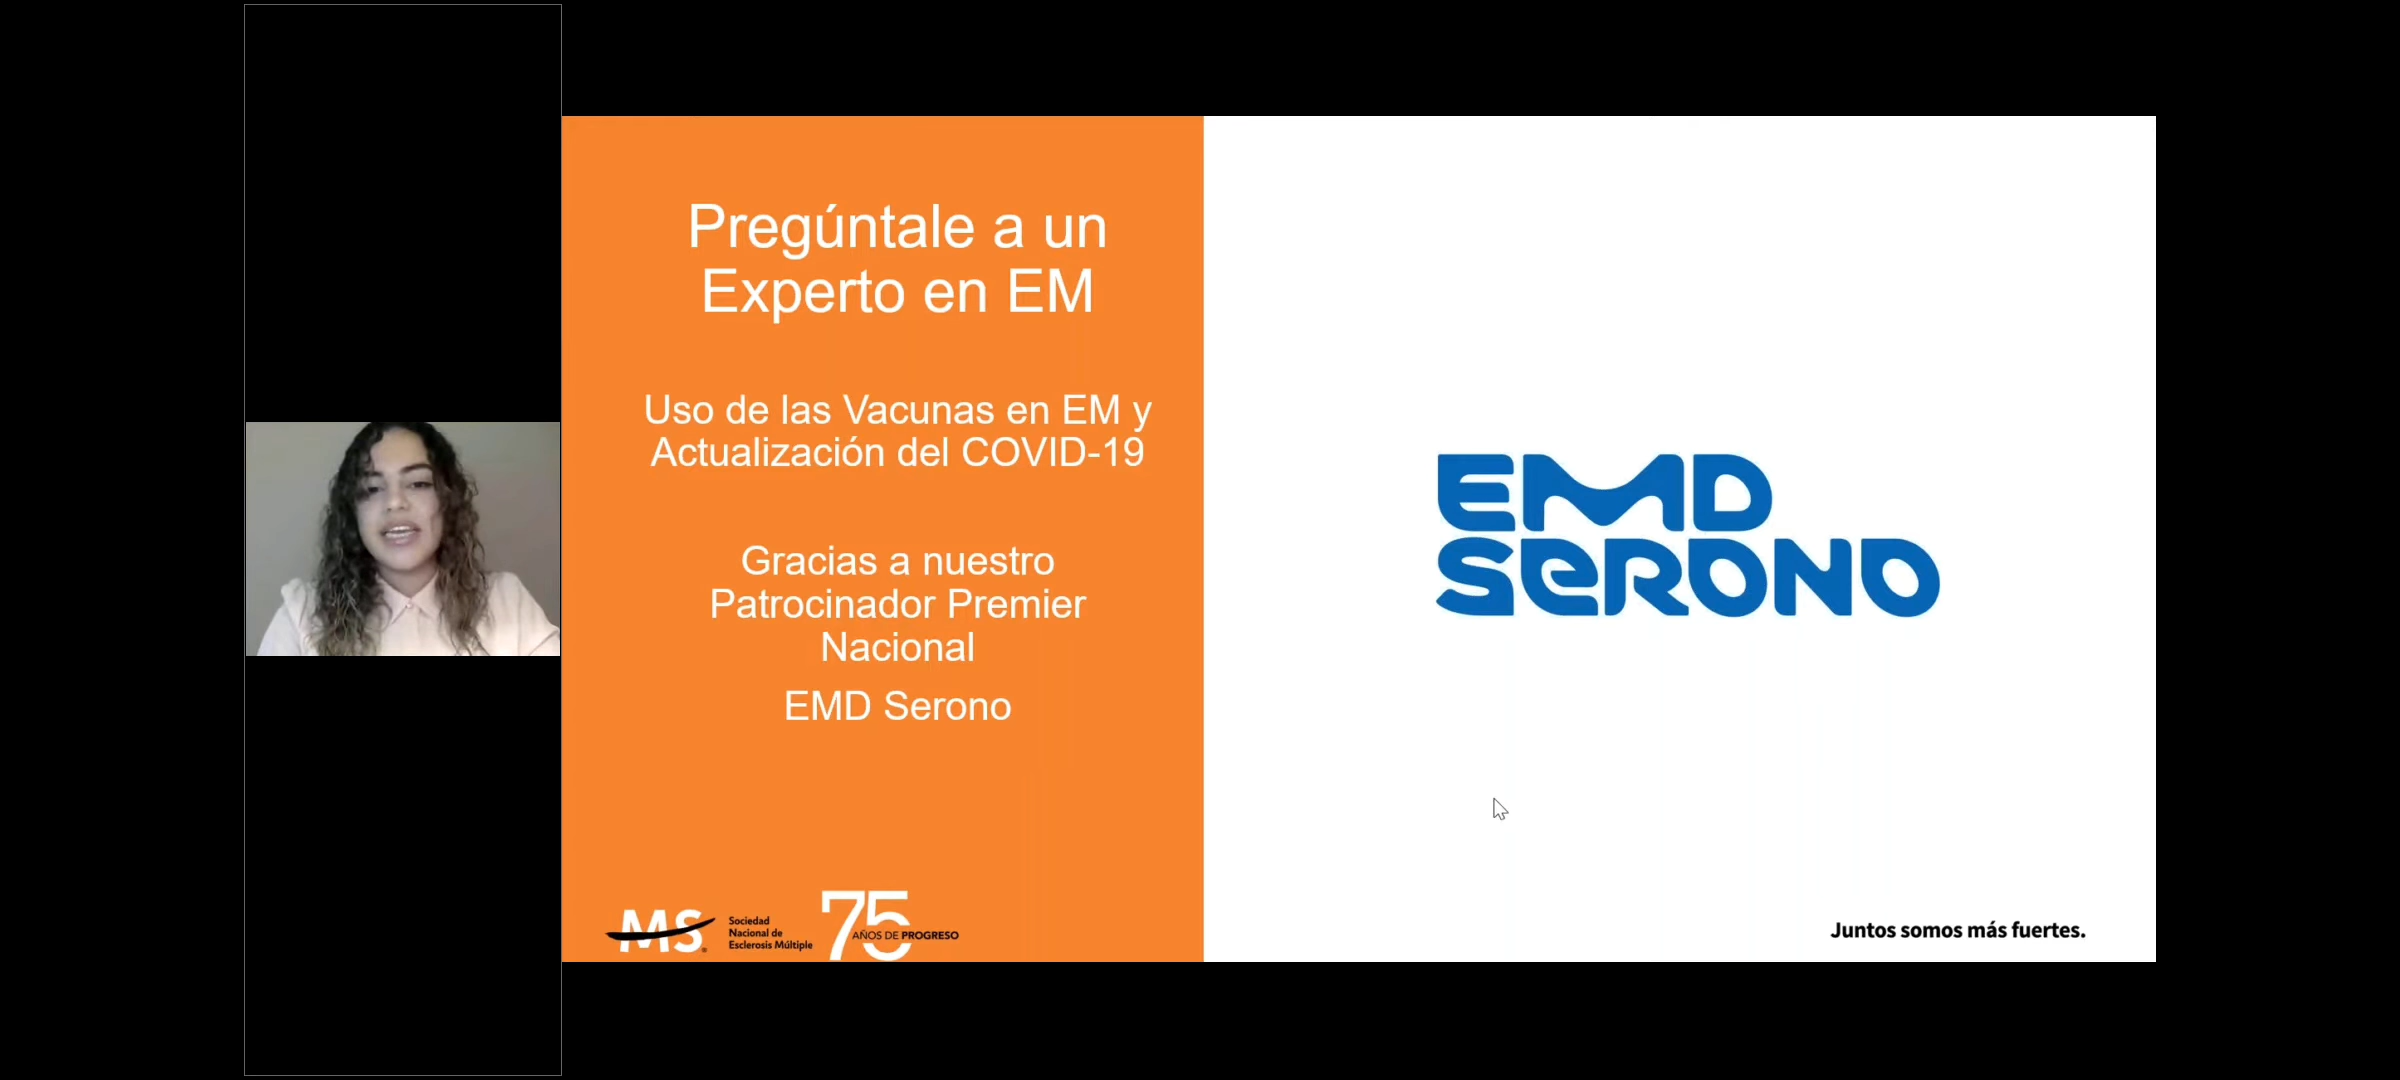 Pregúntale a un
Experto en EM
Uso de las Vacunas en EM y
Actualización del COVID-19
Gracias a nuestro
Patrocinador Premier
Nacional
EMD Serono
MS
Sociedad
Nacional de
Esclerosis Múltiple
75
AÑOS DE PROGRESO
EMD
SERONO
Juntos somos más fuertes.